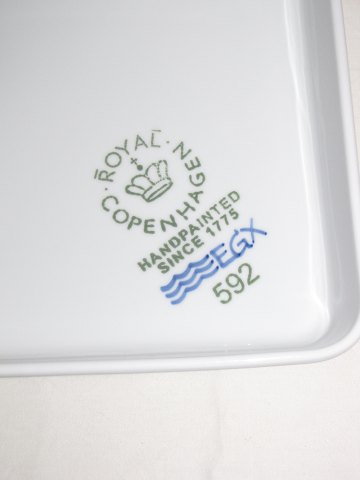 ROYAL
COPENHAGEN
HANDPAINTED
SINCE 1775
EGX
592